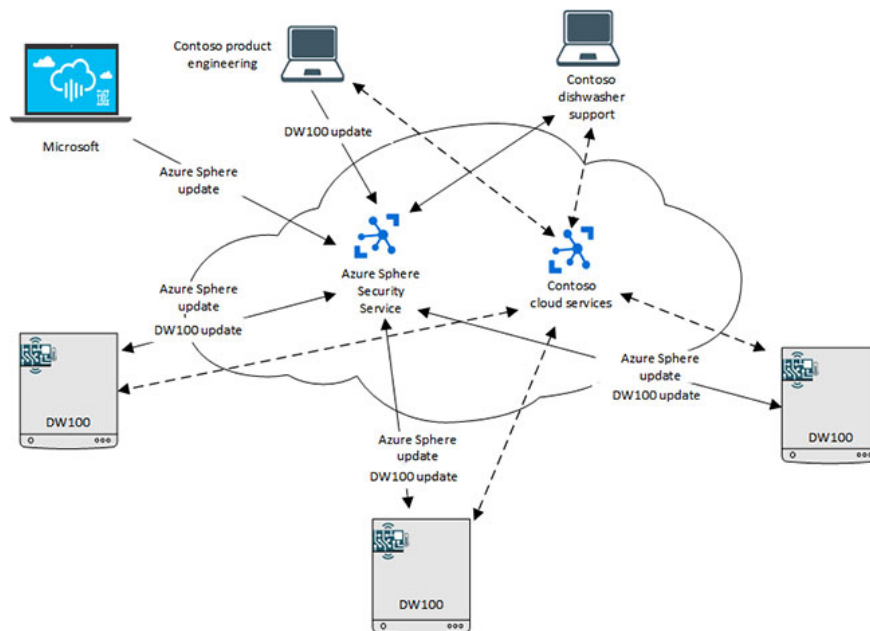 Contoso product
engineering
Contoso
dishwasher
support
Microsoft
DW100 update
Azure Sphere
update
Azure Sphere
Security
Service
Contoso
cloud services
Azure Sphere
update
DW100 update
Azure Sphere
update
DW100 update
Azure Sphere
update
DW100 update
DW100
DW100
DW100